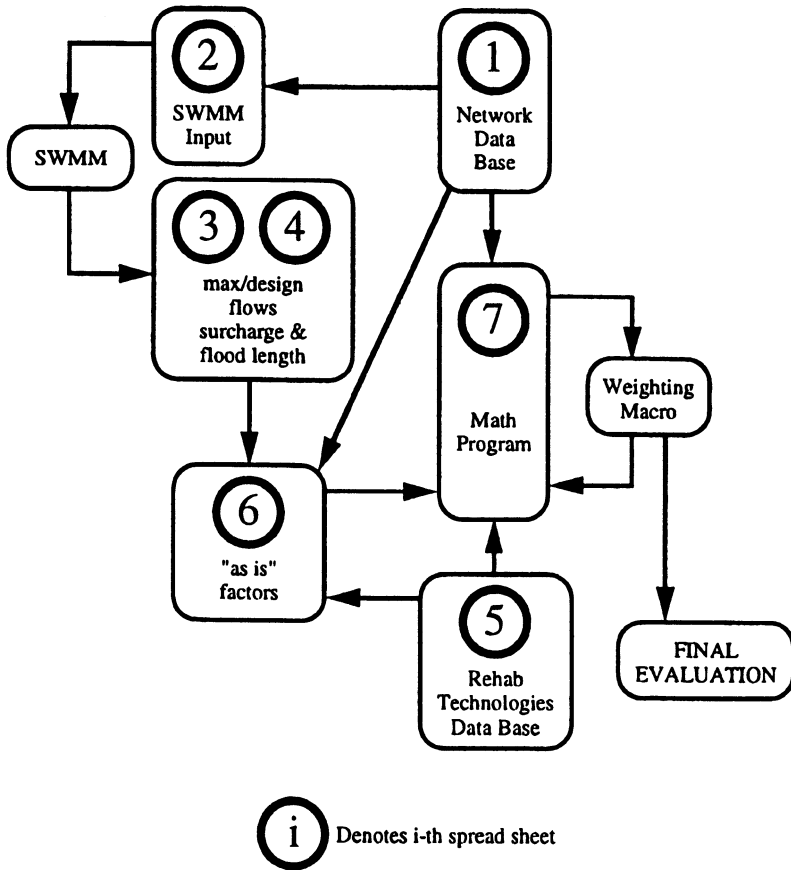 2
SWMM
Input
1
Network
Data
Base
SWMM
3 4
max/design
flows
surcharge &
flood length
7
Math
Program
Weighting
Macro
6
"as is"
factors
5
Rehab
Technologies
Data Base
FINAL
EVALUATION
i Denotes i-th spread sheet